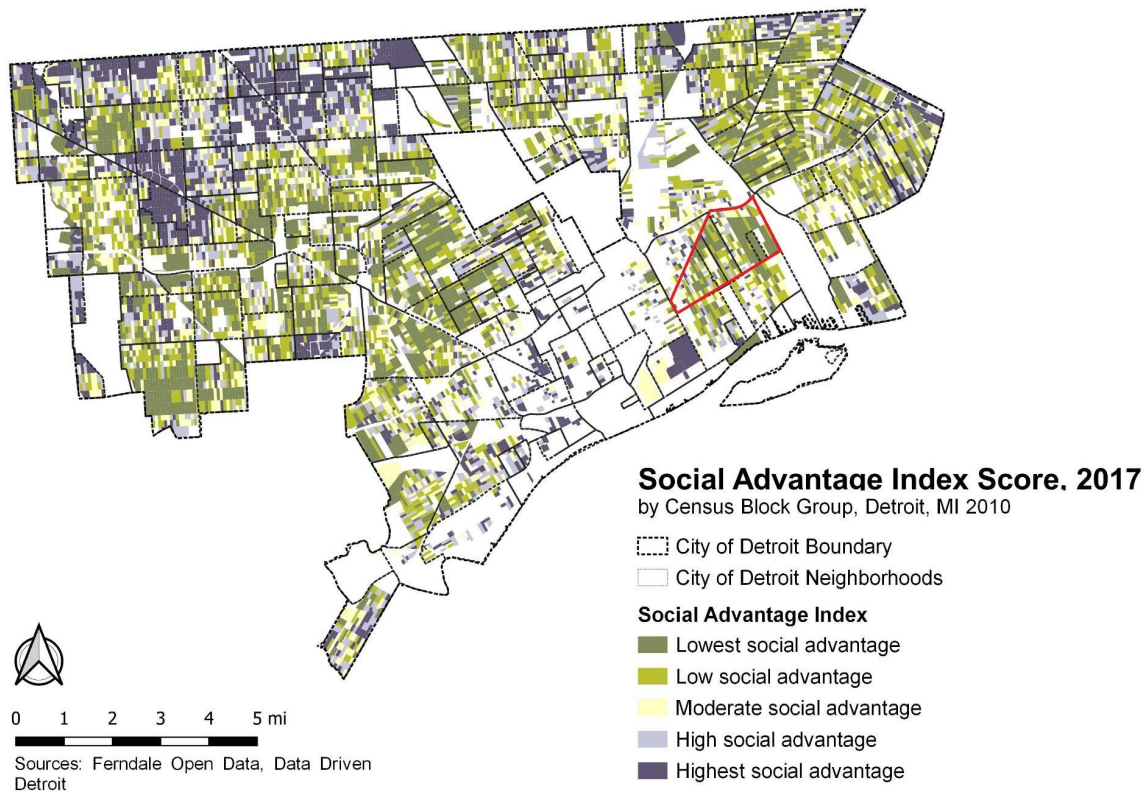 Social Advantage Index Score, 2017
by Census Block Group, Detroit, MI 2010
City of Detroit Boundary
City of Detroit Neighborhoods
Social Advantage Index
Lowest social advantage
Low social advantage
Moderate social advantage
High social advantage
Highest social advantage
0 1 2 3 4 5 mi
Sources: Ferndale Open Data, Data Driven
Detroit